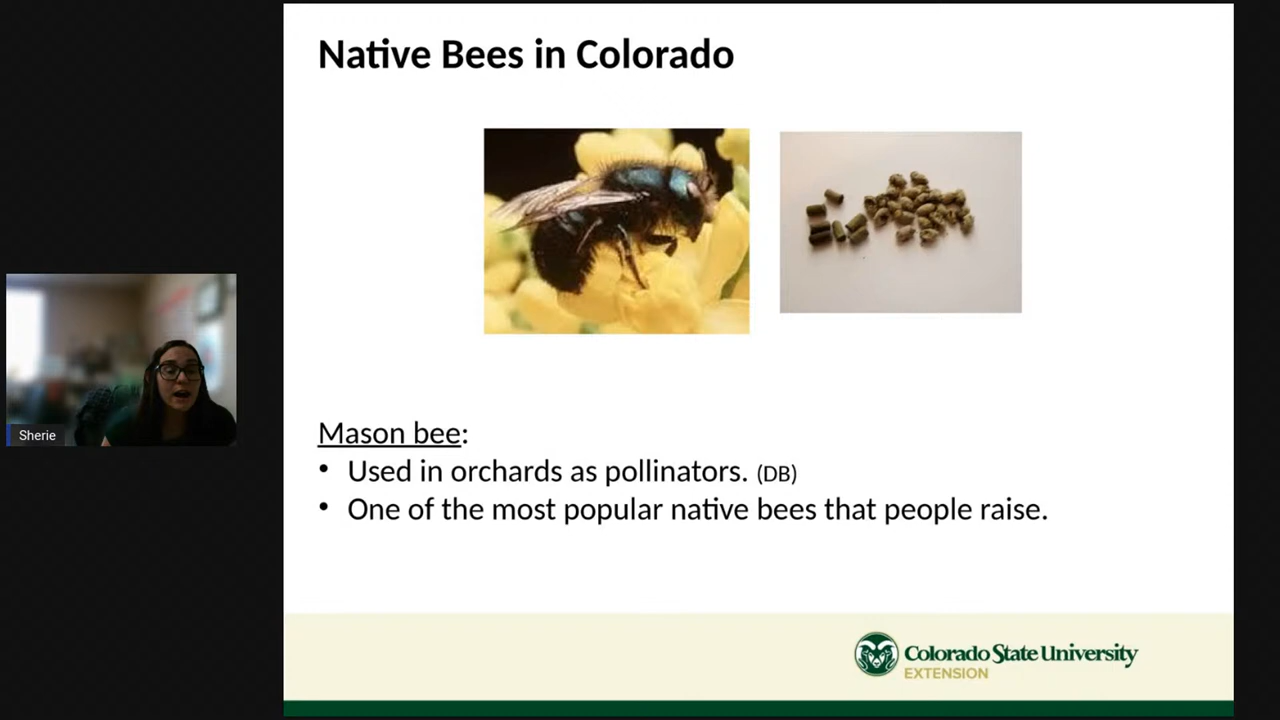 Native Bees in Colorado
Sherie
Mason bee:
• Used in orchards as pollinators. (DB)
• One of the most popular native bees that people raise.
Colorado State University
EXTENSION